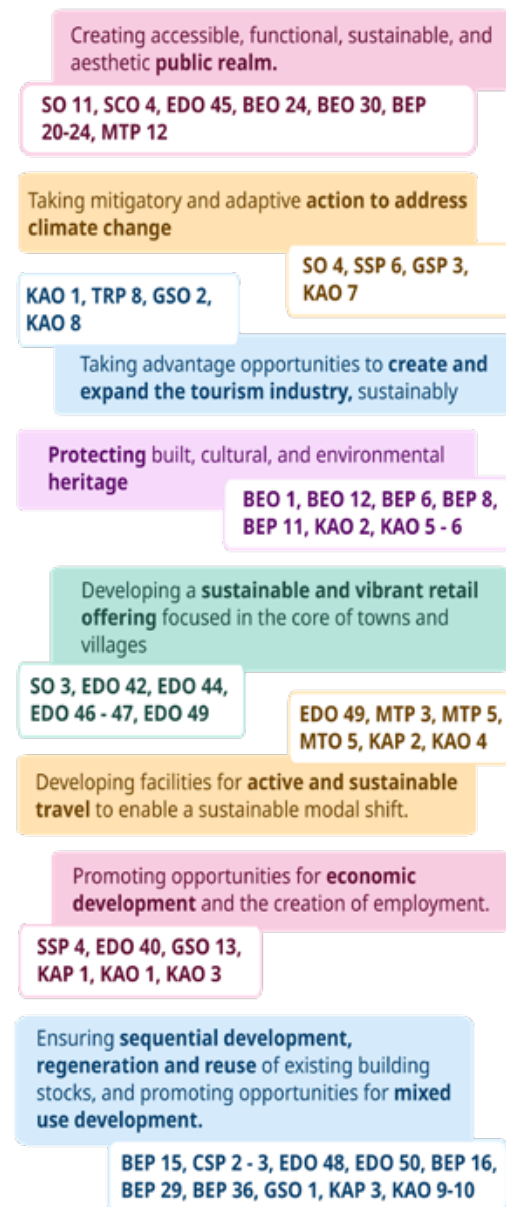 Creating accessible, functional, sustainable, and
aesthetic public realm.
SO 11, SCO 4, EDO 45, BEO 24, BEO 30, BEP
20-24, MTP 12
Taking mitigatory and adaptive action to address
climate change
SO 4, SSP 6, GSP 3,
KAO 7
KAO 1, TRP 8, GSO 2,
KAO 8
Taking advantage opportunities to create and
expand the tourism industry, sustainably
Protecting built, cultural, and environmental
heritage
BEO 1, BEO 12, BEP 6, BEP 8,
BEP 11, KAO 2, KAO 5 - 6
Developing a sustainable and vibrant retail
offering focused in the core of towns and
villages
SO 3, EDO 42, EDO 44,
EDO 46 - 47, EDO 49
EDO 49, MTP 3, MTP 5,
MTO 5, KAP 2, KAO 4
Developing facilities for active and sustainable
travel to enable a sustainable modal shift.
Promoting opportunities for economic
development and the creation of employment.
SSP 4, EDO 40, GSO 13,
KAP 1, KAO 1, KAO 3
Ensuring sequential development,
regeneration and reuse of existing building
stocks, and promoting opportunities for mixed
use development.
BEP 15, CSP 2 - 3, EDO 48, EDO 50, BEP 16,
BEP 29, BEP 36, GSO 1, KAP 3, KAO 9-10